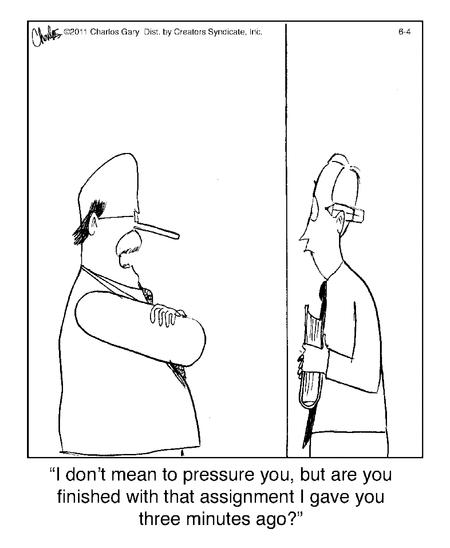 Charlos ©2011 Charlos Gary Dist. by Creators Syndicate, Inc. 6-4
“I don’t mean to pressure you, but are you
finished with that assignment I gave you
three minutes ago?”